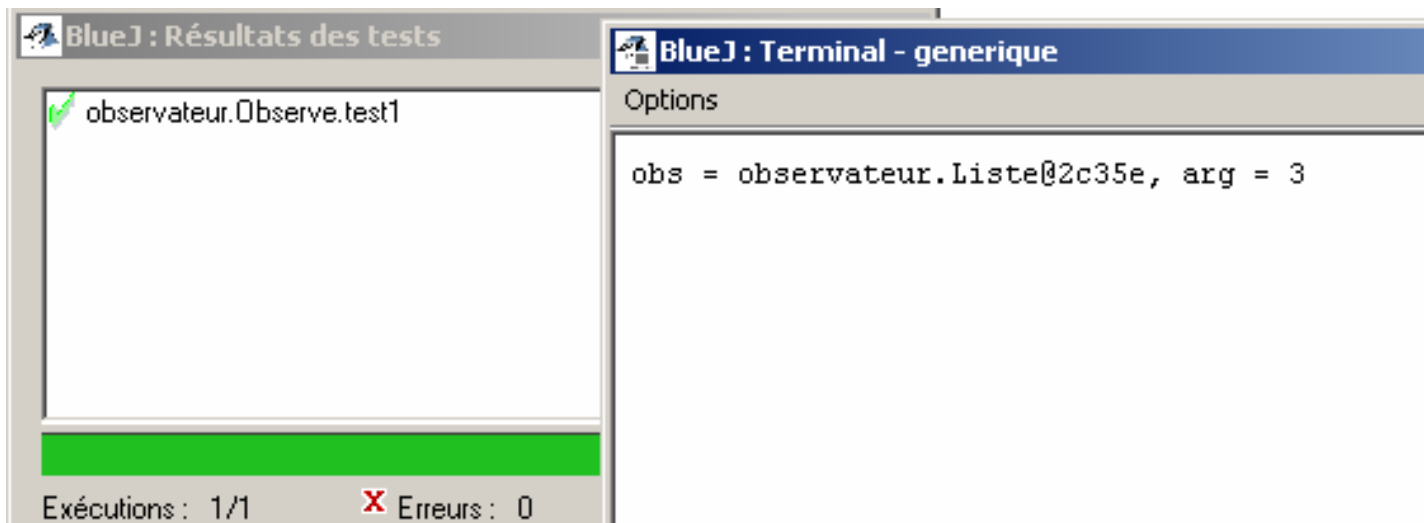 BlueJ : Résultats des tests
observateur.Observe.test1
Exécutions : 1/1 X Erreurs : 0
BlueJ : Terminal - generique
Options
obs = observateur.Liste@2c35e, arg = 3